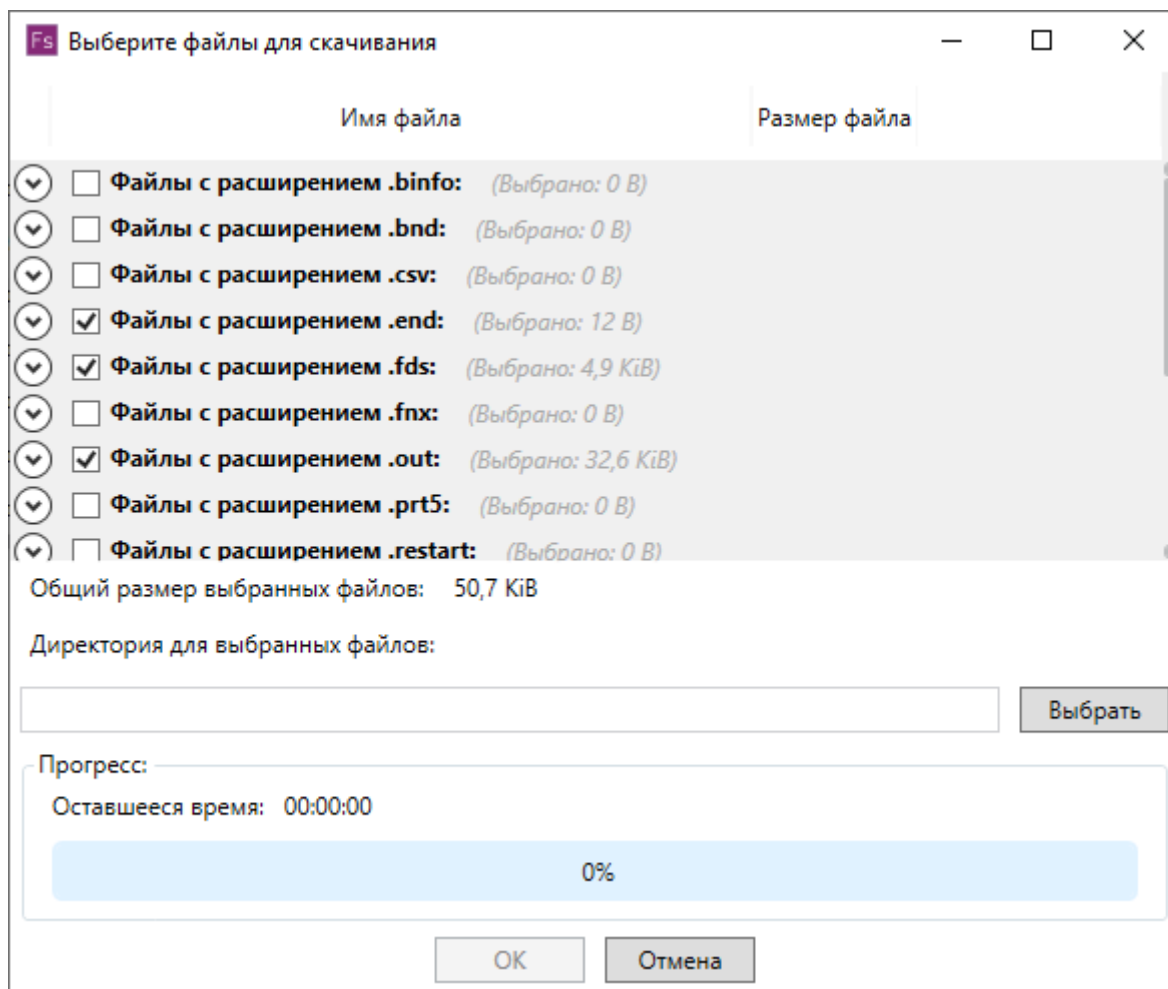 Fs Выберите файлы для скачивания
Имя файла Размер файла
Файлы с расширением .binfo: (Выбрано: 0 B)
Файлы с расширением .bnd: (Выбрано: 0 B)
Файлы с расширением .csv: (Выбрано: 0 B)
Файлы с расширением .end: (Выбрано: 12 B)
Файлы с расширением .fds: (Выбрано: 4,9 KiB)
Файлы с расширением .fnx: (Выбрано: 0 B)
Файлы с расширением .out: (Выбрано: 32,6 KiB)
Файлы с расширением .prt5: (Выбрано: 0 B)
Файлы с расширением .restart: (Выбрано: 0 B)
Общий размер выбранных файлов: 50,7 KiB
Директория для выбранных файлов:
Выбрать
Прогресс:
Оставшееся время: 00:00:00
0%
OK Отмена